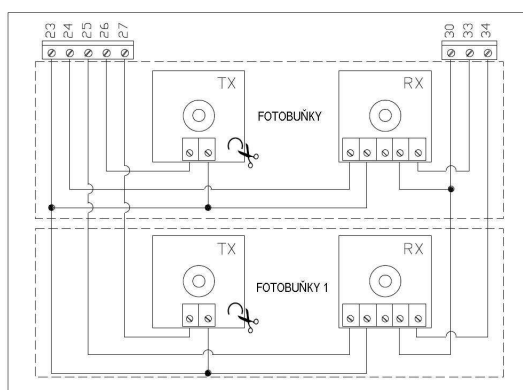 23 24 25 26 27
30 33 34
TX
RX
FOTOBUŇKY
TX
RX
FOTOBUŇKY 1